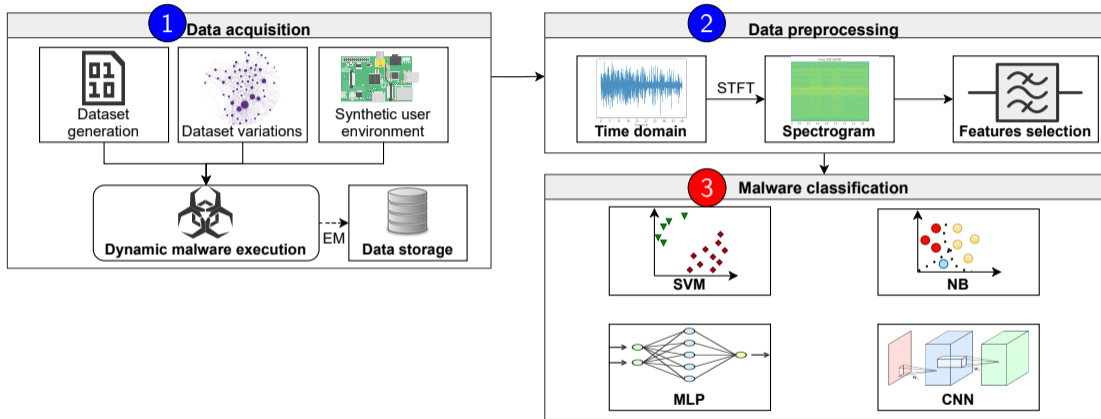 1
Data acquisition
01
10
Dataset
generation
Dataset variations
Synthetic user
environment
Dynamic malware execution
EM
Data storage
2
Data preprocessing
Time domain
STFT
Spectrogram
Features selection
3
Malware classification
SVM
NB
MLP
CNN